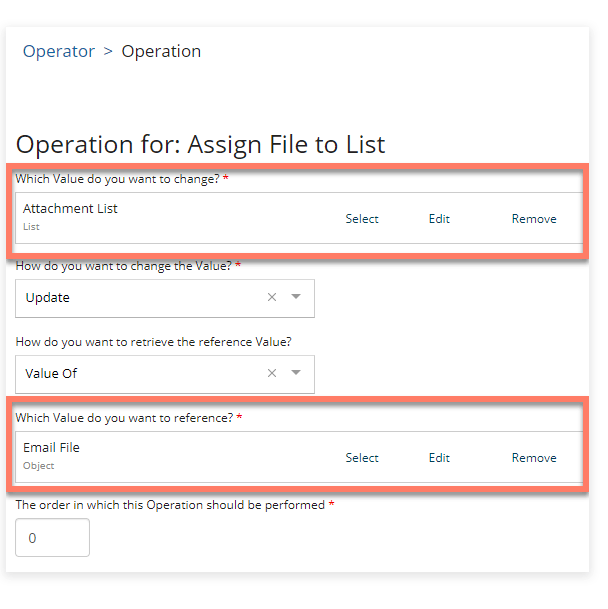 Operator > Operation
Operation for: Assign File to List
Which Value do you want to change? *
Attachment List
List
Select Edit Remove
How do you want to change the Value? *
Update
How do you want to retrieve the reference Value?
Value Of
Which Value do you want to reference? *
Email File
Object
Select Edit Remove
The order in which this Operation should be performed *
0